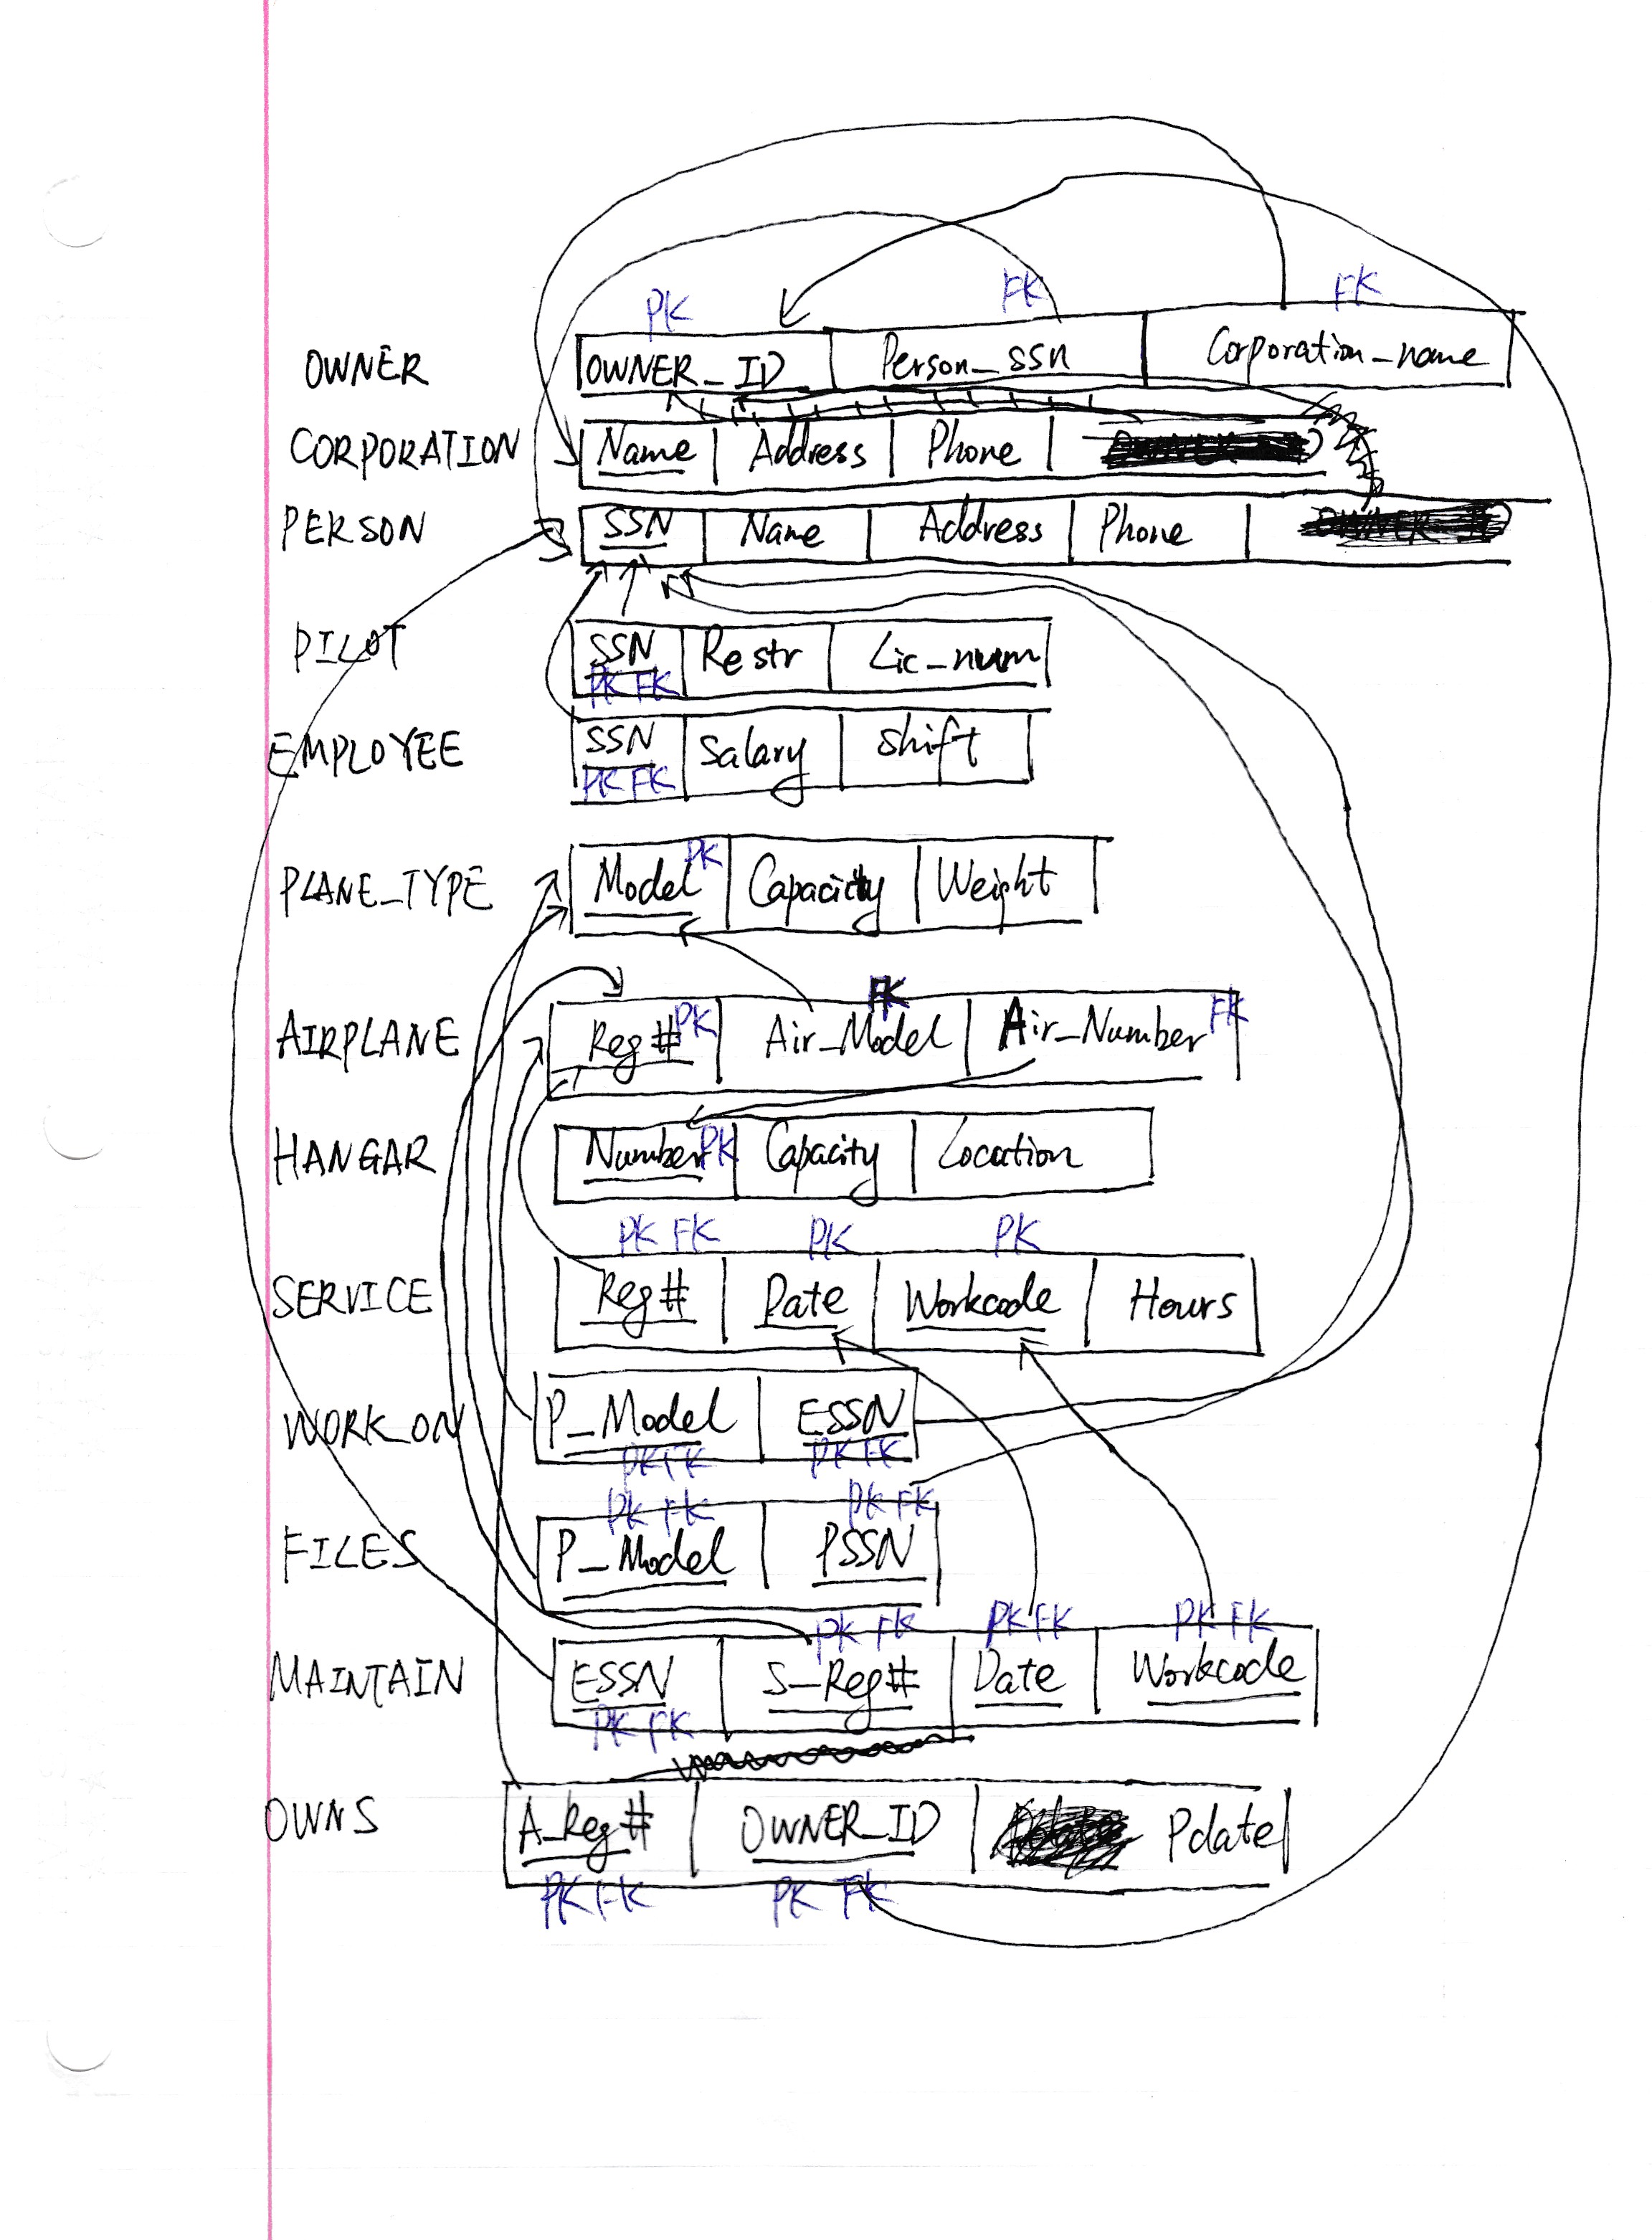 PK FK FK
OWNER OWNER_ID Person_ssn Corporation_name
CORPORATION Name Address Phone
PERSON SSN Name Address Phone
PILOT SSN Restr Lic_num
PK FK
EMPLOYEE SSN Salary Shift
PK FK
PLANE_TYPE Model PK Capacity Weight
FK
AIRPLANE Reg# PK Air_Model Air_Number FK
HANGAR Number PK Capacity Location
PK FK PK PK
SERVICE Reg# Date Workcode Hours
WORK_ON P_Model ESSN
PK FK PK FK
PK FK PK FK
FILES P_Model PSSN
PK FK PK FK PK FK
MAINTAIN ESSN S_Reg# Date Workcode
PK FK
OWNS A_Reg# OWNER_ID Pdate
PK FK PK FK